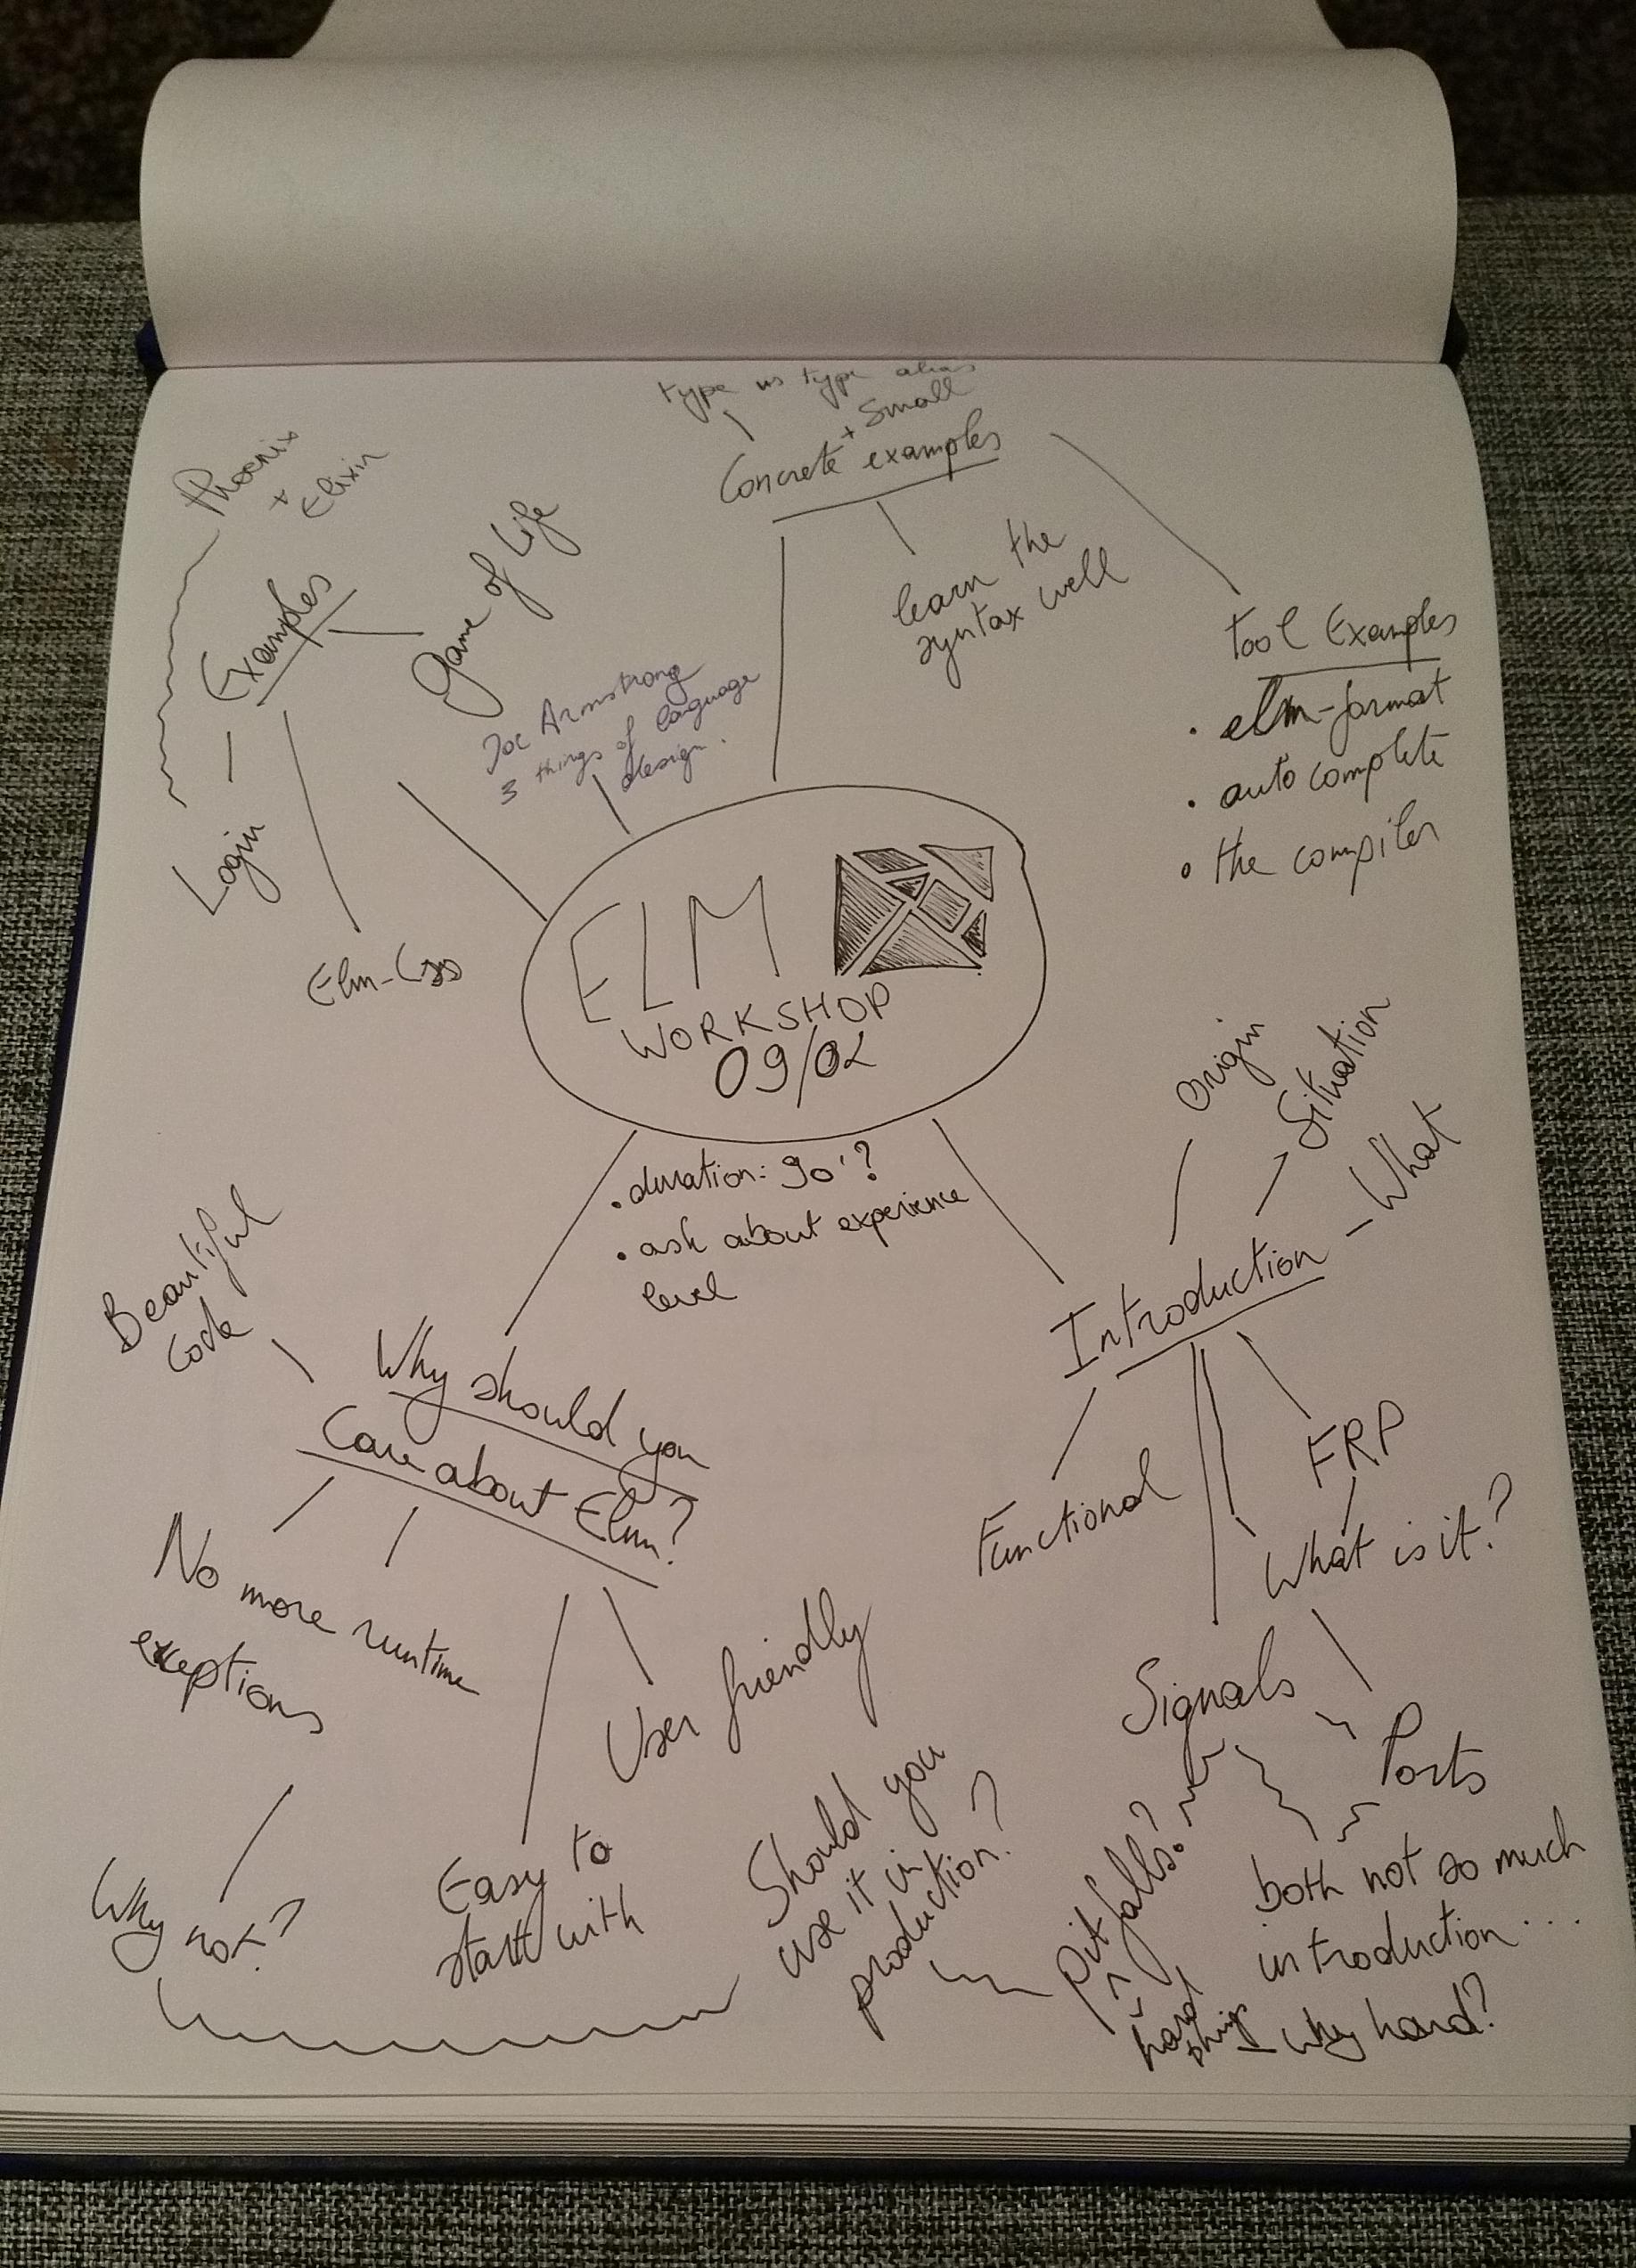 type vs type alias
+ Small
Concrete examples
learn the
syntax well
Tool Examples
• elm-format
• auto complete
• the compiler
Phoenix
+
Elixir
Examples
Game of Life
Login
Elm-Css
Joe Armstrong
3 things of language
design.
ELM
WORKSHOP
09/02
• duration: 90'?
• ask about experience
level
Origin
Situation
What
Introduction
Functional
FRP
What is it?
Signals
Ports
both not so much
introduction...
pitfalls?
hard
things
why hard?
Beautiful
Code
Why should you
Care about Elm?
No more runtime
exeptions
Why not?
Easy to
start with
User friendly
Should you
use it in
production?